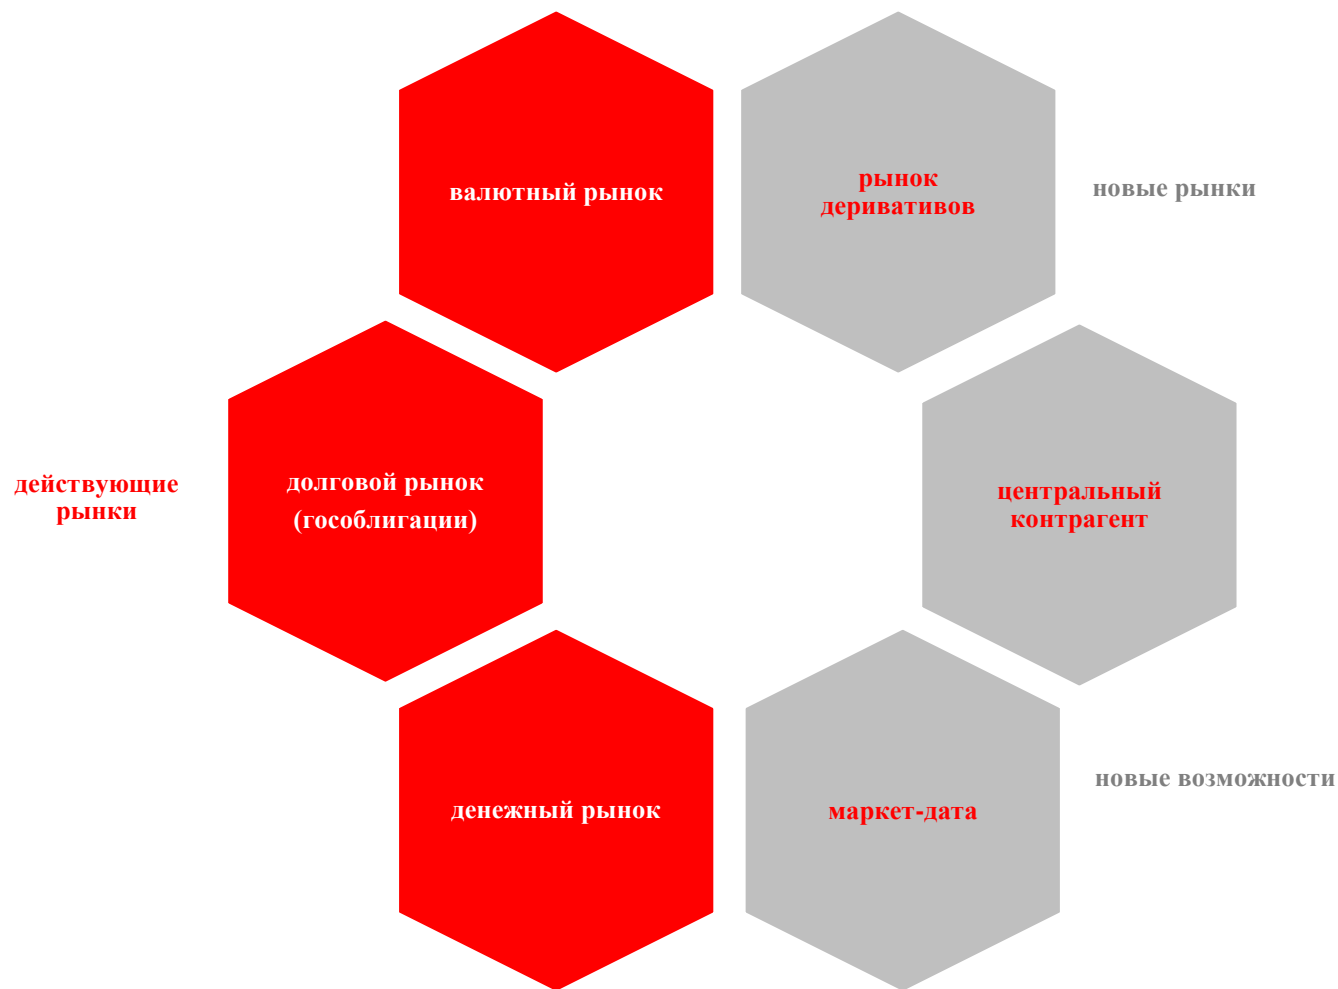 валютный рынок
рынок
деривативов
новые рынки
действующие
рынки
долговой рынок
(гособлигации)
центральный
контрагент
денежный рынок
маркет-дата
новые возможности